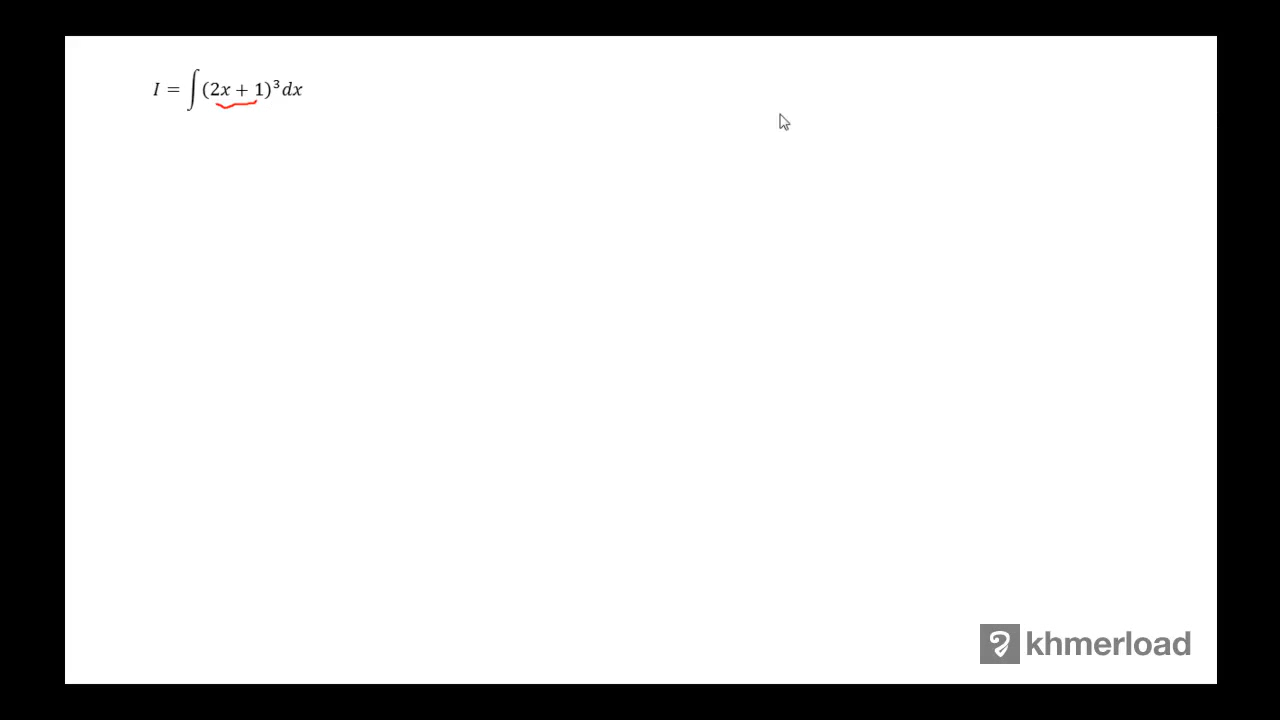 I = ∫(2x + 1)³dx
khmerload